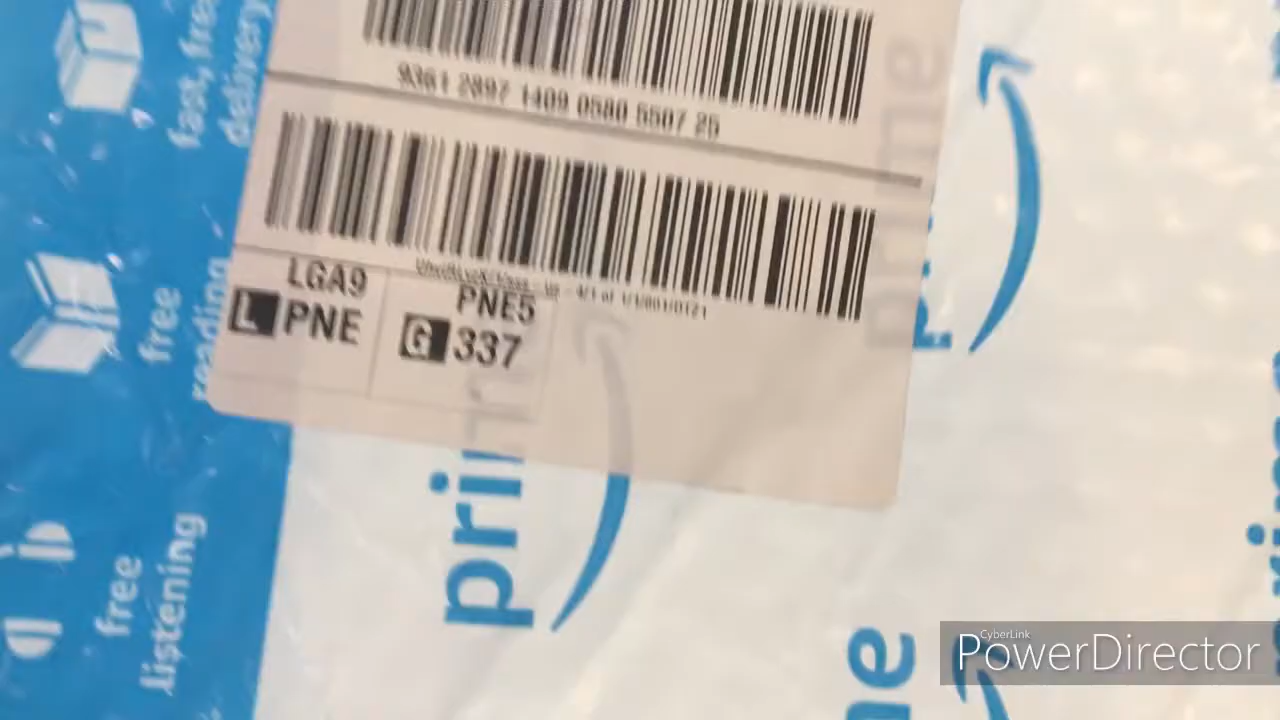 fast, free
delivery
free
reading
free
listening
9361 2897 1409 0580 5507 25
LGA9
L PNE
PNE5
G 337
prime
prime
prime
CyberLink
PowerDirector